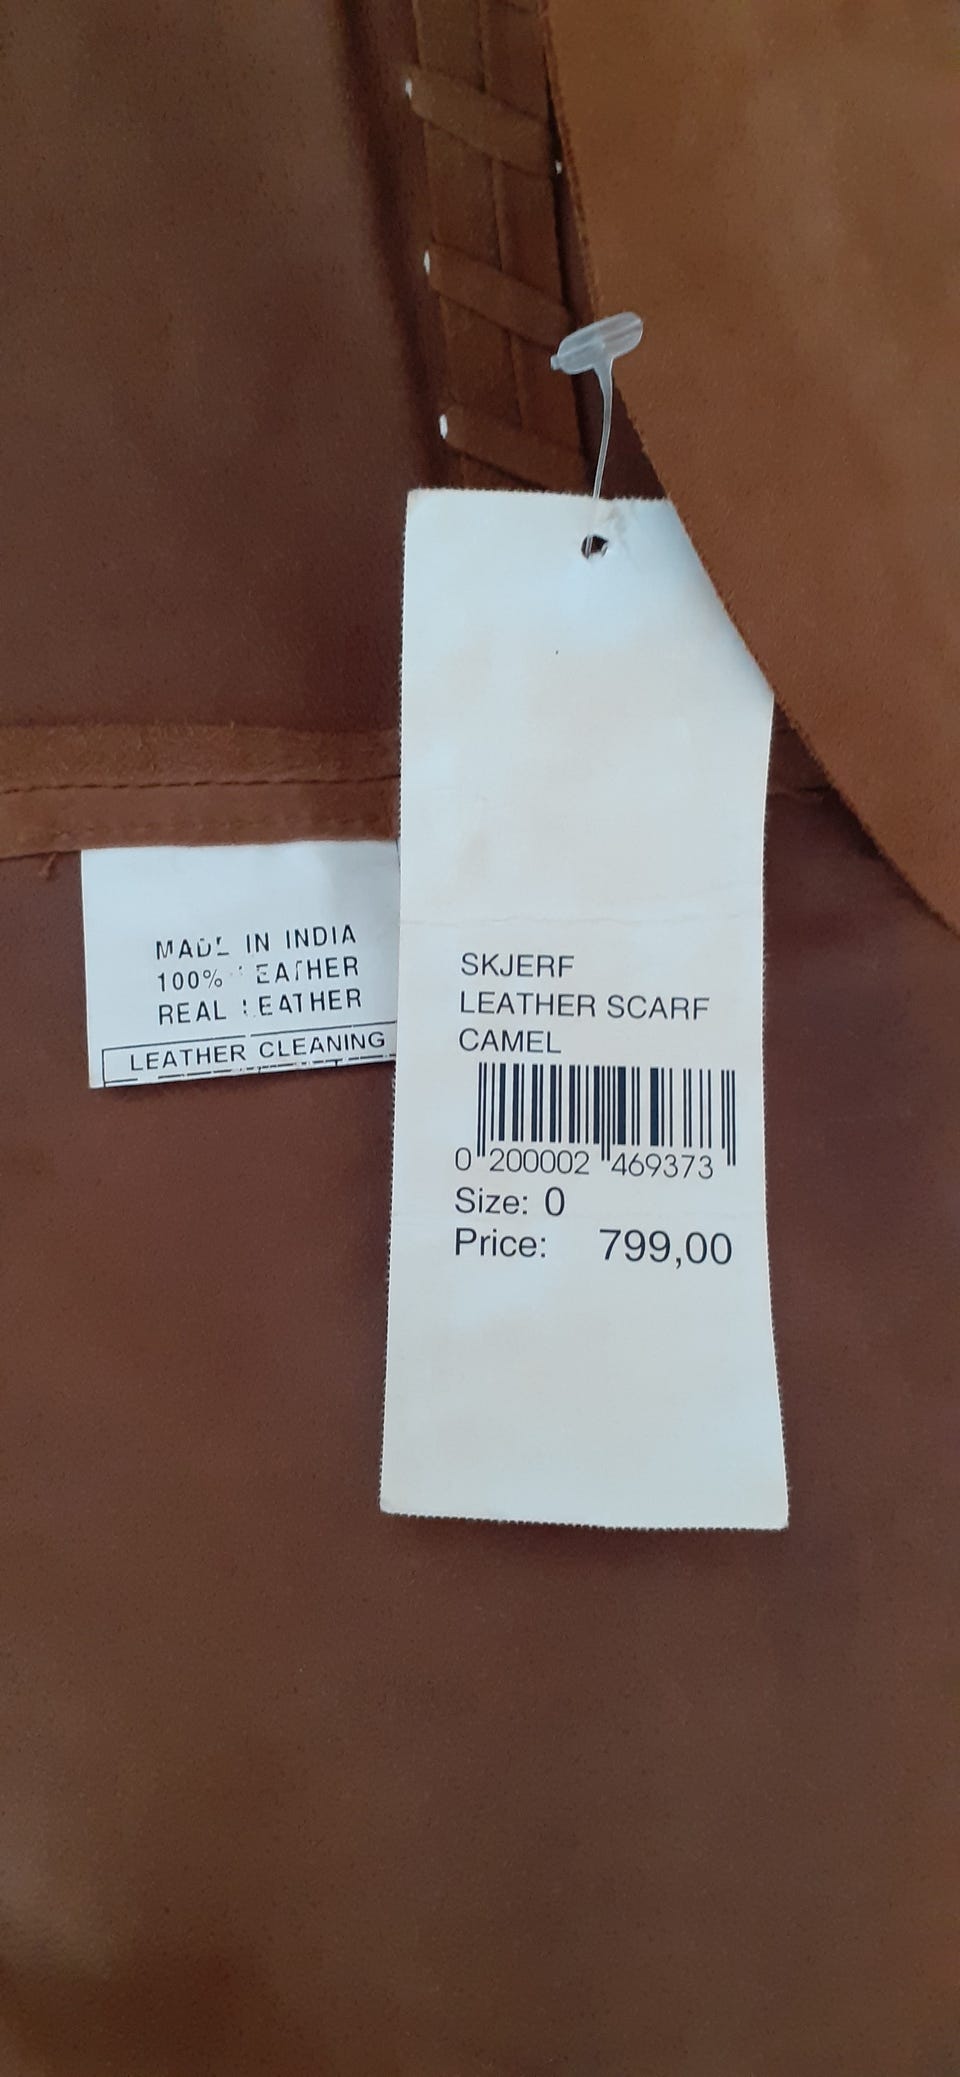 MADE IN INDIA
100% LEATHER
REAL LEATHER
LEATHER CLEANING
SKJERF
LEATHER SCARF
CAMEL
0 200002 469373
Size: 0
Price: 799,00